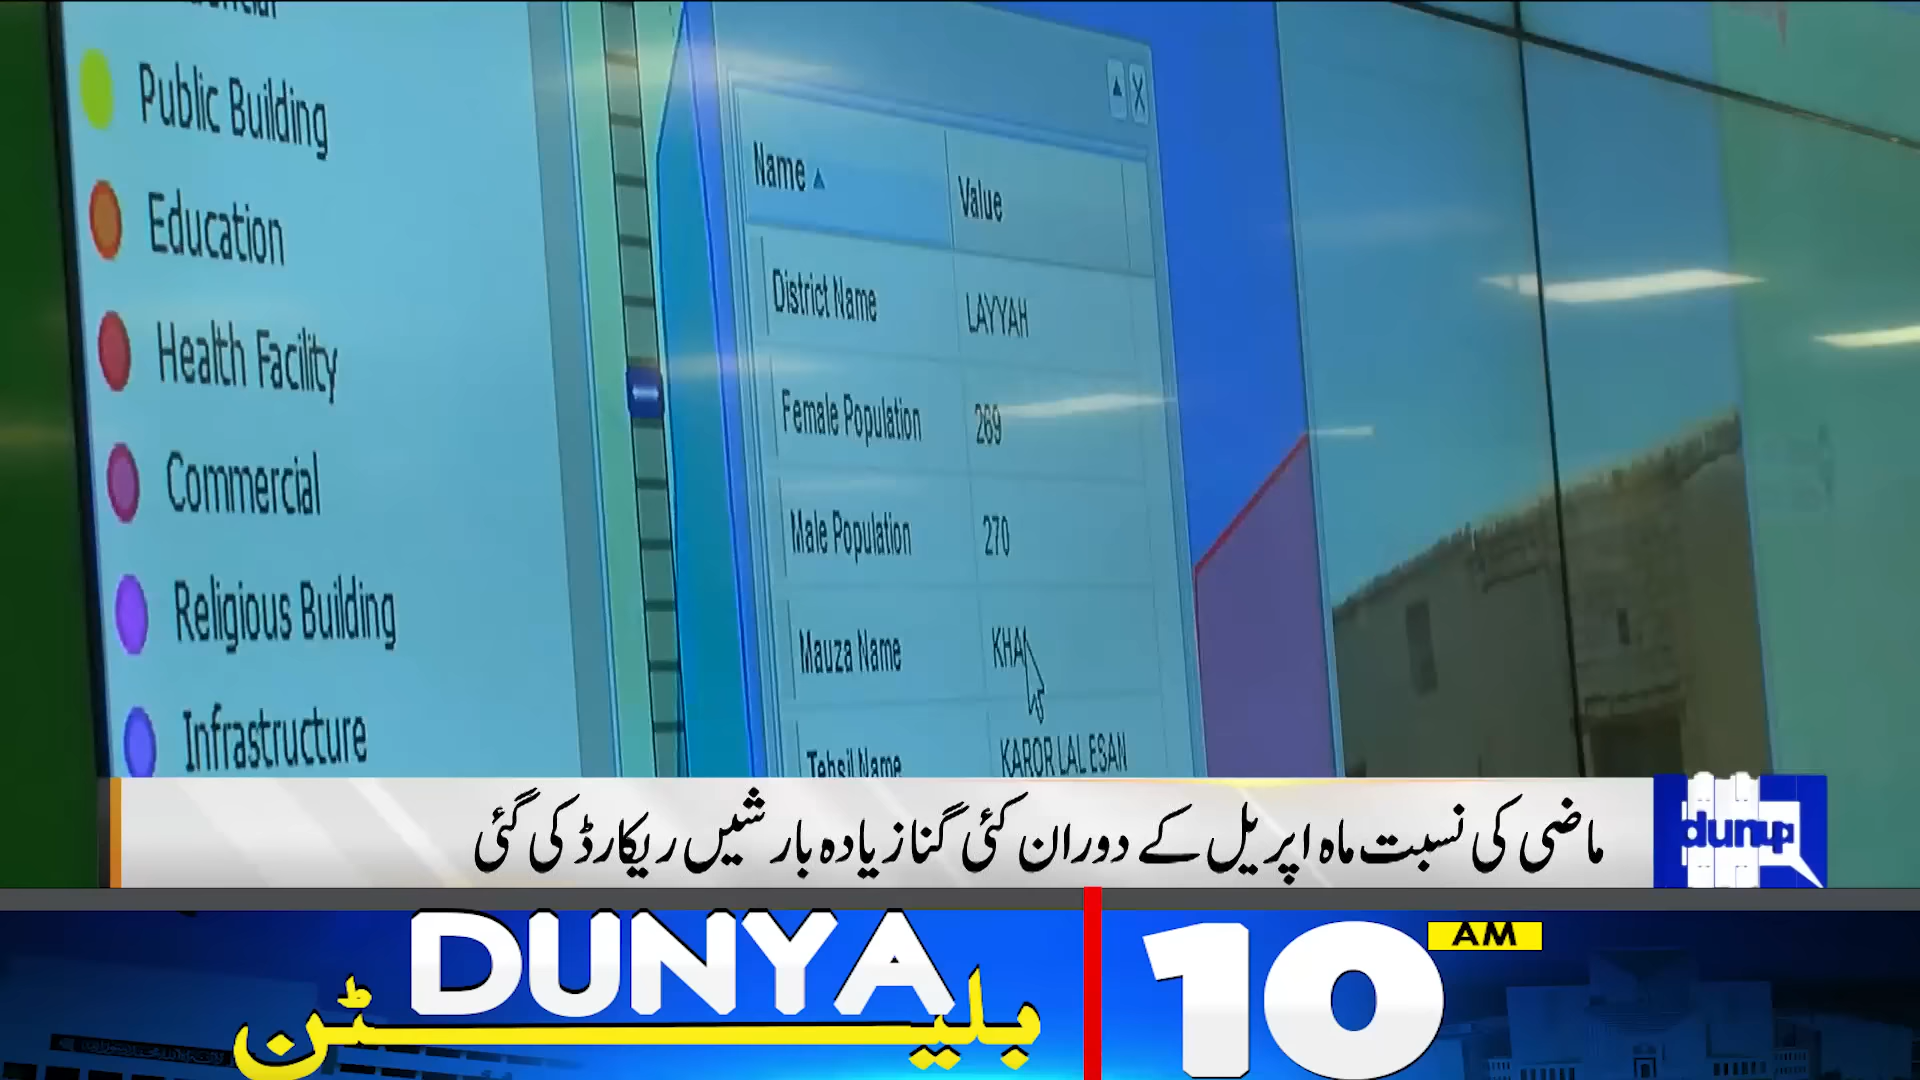 Public Building
Education
Health Facility
Commercial
Religious Building
Infrastructure
Name Value
District Name LAYYAH
Female Population 269
Male Population 270
Mauza Name
Tehsil Name KAROR LAL ESAN
ماضی کی نسبت ماہ اپریل کے دوران کئی گنا زیادہ بارشیں ریکارڈ کی گئی
DUNYA
بلیٹن
10 AM